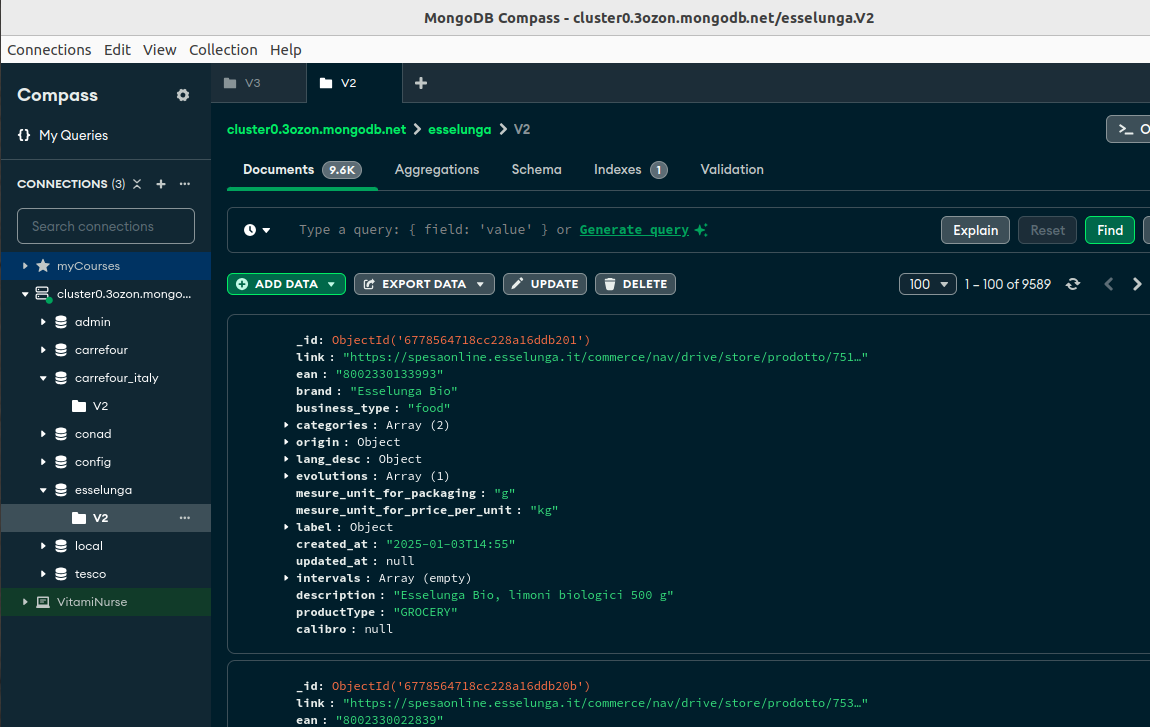 MongoDB Compass - cluster0.3ozon.mongodb.net/esselunga.V2
Connections Edit View Collection Help
Compass
{} My Queries
CONNECTIONS (3)
Search connections
myCourses
cluster0.3ozon.mongo...
admin
carrefour
carrefour_italy
V2
conad
config
esselunga
V2
local
tesco
VitamiNurse
V3
V2
cluster0.3ozon.mongodb.net > esselunga > V2
>_ O
Documents 9.6K Aggregations Schema Indexes 1 Validation
Type a query: { field: 'value' } or Generate query
Explain Reset Find
ADD DATA EXPORT DATA UPDATE DELETE
100 1 – 100 of 9589
_id: ObjectId('6778564718cc228a16ddb201')
link : "https://spesaonline.esselunga.it/commerce/nav/drive/store/prodotto/751…"
ean : "8002330133993"
brand : "Esselunga Bio"
business_type : "food"
categories : Array (2)
origin : Object
lang_desc : Object
evolutions : Array (1)
mesure_unit_for_packaging : "g"
mesure_unit_for_price_per_unit : "kg"
label : Object
created_at : "2025-01-03T14:55"
updated_at : null
intervals : Array (empty)
description : "Esselunga Bio, limoni biologici 500 g"
productType : "GROCERY"
calibro : null
_id: ObjectId('6778564718cc228a16ddb20b')
link : "https://spesaonline.esselunga.it/commerce/nav/drive/store/prodotto/753…"
ean : "8002330022839"